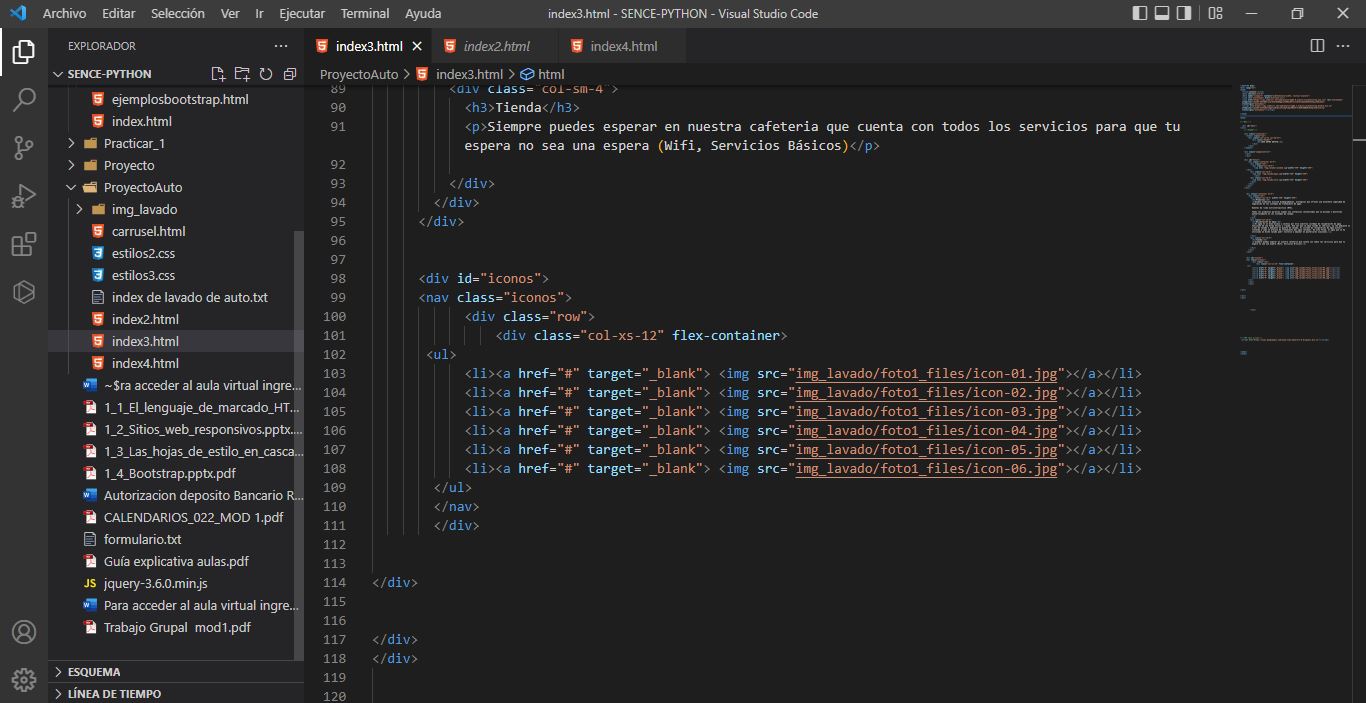 Archivo Editar Selección Ver Ir Ejecutar Terminal Ayuda index3.html - SENCE-PYTHON - Visual Studio Code
EXPLORADOR
SENCE-PYTHON
ejemplosbootstrap.html
index.html
Practicar_1
Proyecto
ProyectoAuto
img_lavado
carrusel.html
estilos2.css
estilos3.css
index de lavado de auto.txt
index2.html
index3.html
index4.html
~$ra acceder al aula virtual ingre...
1_1_El_lenguaje_de_marcado_HT...
1_2_Sitios_web_responsivos.pptx....
1_3_Las_hojas_de_estilo_en_casca...
1_4_Bootstrap.pptx.pdf
Autorizacion deposito Bancario R...
CALENDARIOS_022_MOD 1.pdf
formulario.txt
Guía explicativa aulas.pdf
JS jquery-3.6.0.min.js
Para acceder al aula virtual ingre...
Trabajo Grupal  mod1.pdf
ESQUEMA
LÍNEA DE TIEMPO
index3.html index2.html index4.html
ProyectoAuto > index3.html > html
89 <div class="col-sm-4">
90 <h3>Tienda</h3>
91 <p>Siempre puedes esperar en nuestra cafeteria que cuenta con todos los servicios para que tu
espera no sea una espera (Wifi, Servicios Básicos)</p>
92
93 </div>
94 </div>
95 </div>
96
97
98 <div id="iconos">
99 <nav class="iconos">
100 <div class="row">
101 <div class="col-xs-12" flex-container>
102 <ul>
103 <li><a href="#" target="_blank"> <img src="img_lavado/foto1_files/icon-01.jpg"></a></li>
104 <li><a href="#" target="_blank"> <img src="img_lavado/foto1_files/icon-02.jpg"></a></li>
105 <li><a href="#" target="_blank"> <img src="img_lavado/foto1_files/icon-03.jpg"></a></li>
106 <li><a href="#" target="_blank"> <img src="img_lavado/foto1_files/icon-04.jpg"></a></li>
107 <li><a href="#" target="_blank"> <img src="img_lavado/foto1_files/icon-05.jpg"></a></li>
108 <li><a href="#" target="_blank"> <img src="img_lavado/foto1_files/icon-06.jpg"></a></li>
109 </ul>
110 </nav>
111 </div>
112
113
114 </div>
115
116
117 </div>
118 </div>
119
120